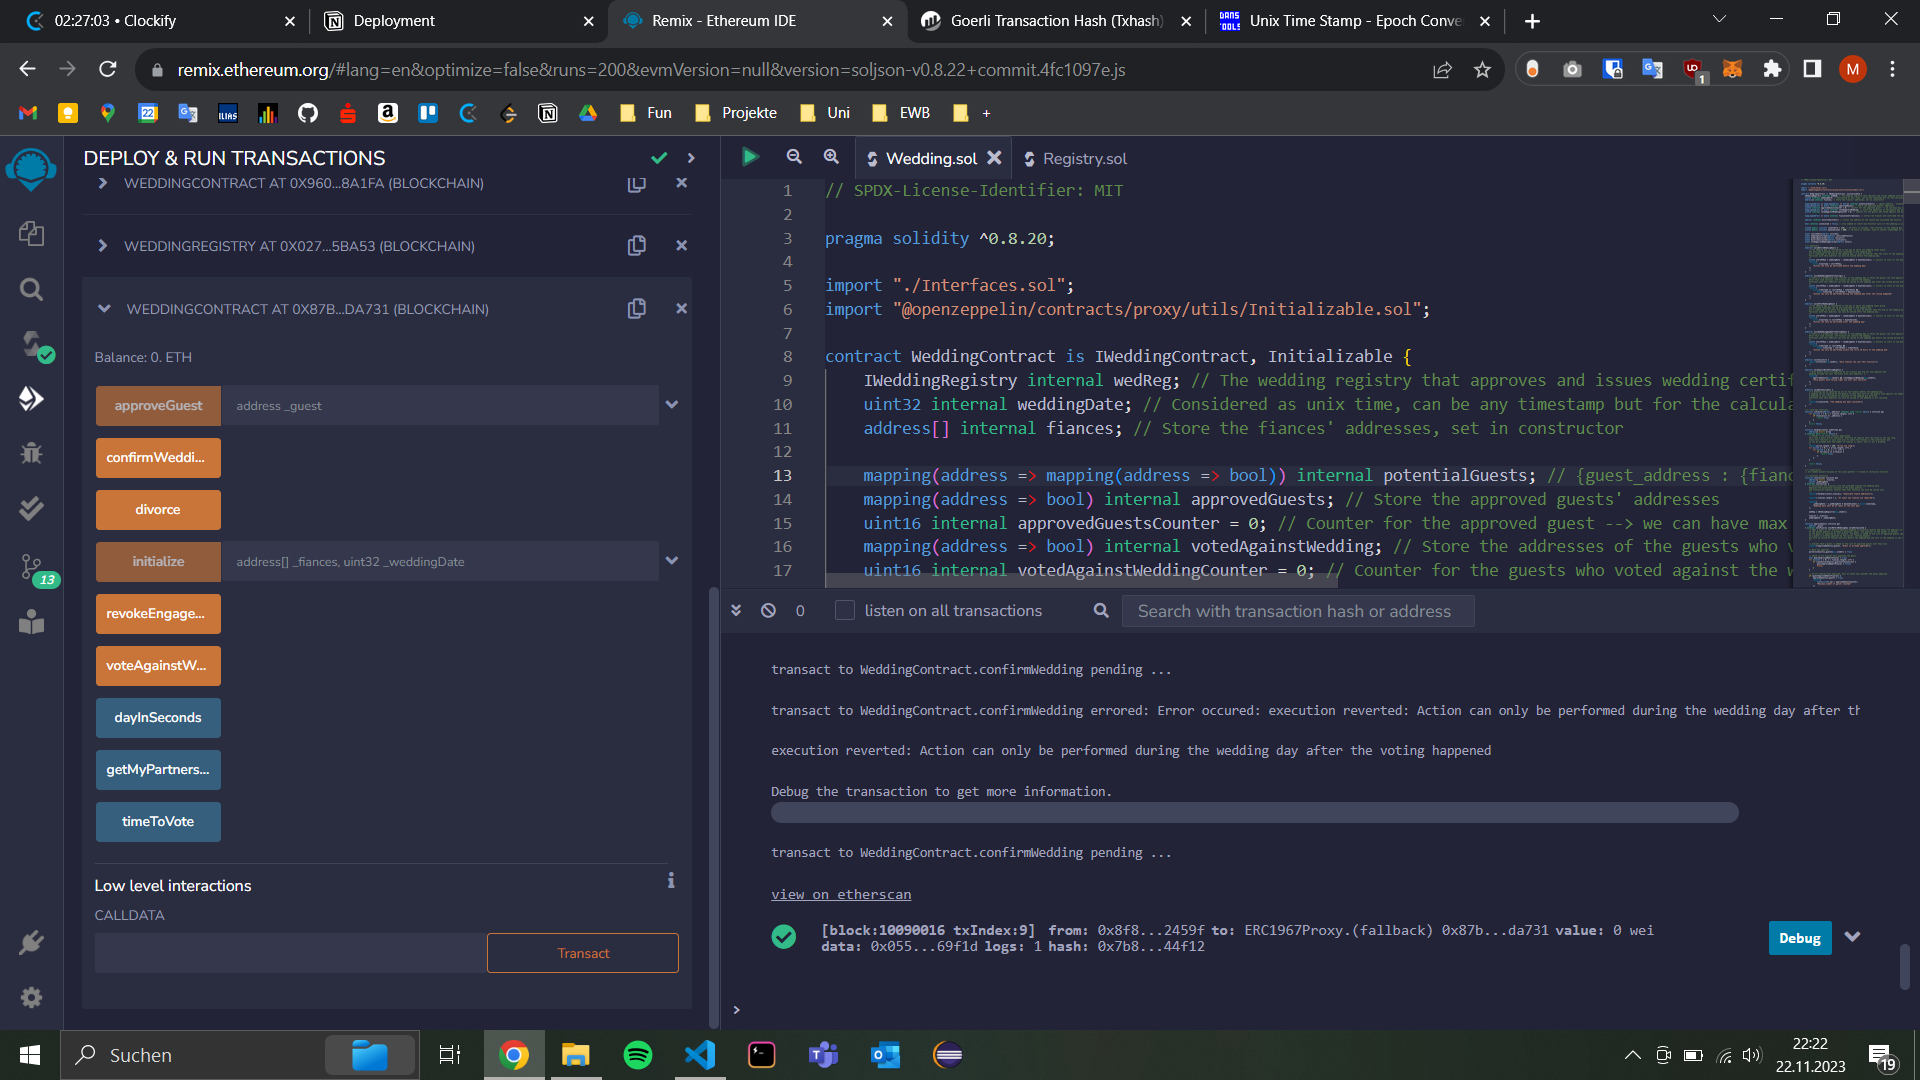 02:27:03 • Clockify
Deployment
Remix - Ethereum IDE
Goerli Transaction Hash (Txhash)
Unix Time Stamp - Epoch Conve
remix.ethereum.org/#lang=en&optimize=false&runs=200&evmVersion=null&version=soljson-v0.8.22+commit.4fc1097e.js
1
M
22
ILIAS
Fun
Projekte
Uni
EWB
+
DEPLOY & RUN TRANSACTIONS
WEDDINGCONTRACT AT 0X960...8A1FA (BLOCKCHAIN)
WEDDINGREGISTRY AT 0X027...5BA53 (BLOCKCHAIN)
WEDDINGCONTRACT AT 0X87B...DA731 (BLOCKCHAIN)
Balance: 0. ETH
approveGuest
address _guest
confirmWeddi...
divorce
initialize
address[] _fiances, uint32 _weddingDate
revokeEngage...
voteAgainstW...
dayInSeconds
getMyPartners...
timeToVote
Low level interactions
i
CALLDATA
Transact
13
Wedding.sol
Registry.sol
1 // SPDX-License-Identifier: MIT
2
3 pragma solidity ^0.8.20;
4
5 import "./Interfaces.sol";
6 import "@openzeppelin/contracts/proxy/utils/Initializable.sol";
7
8 contract WeddingContract is IWeddingContract, Initializable {
9 IWeddingRegistry internal wedReg; // The wedding registry that approves and issues wedding certif
10 uint32 internal weddingDate; // Considered as unix time, can be any timestamp but for the calcula
11 address[] internal fiances; // Store the fiances' addresses, set in constructor
12
13 mapping(address => mapping(address => bool)) internal potentialGuests; // {guest_address : {fianc
14 mapping(address => bool) internal approvedGuests; // Store the approved guests' addresses
15 uint16 internal approvedGuestsCounter = 0; // Counter for the approved guest --> we can have max
16 mapping(address => bool) internal votedAgainstWedding; // Store the addresses of the guests who v
17 uint16 internal votedAgainstWeddingCounter = 0; // Counter for the guests who voted against the w
0
listen on all transactions
Search with transaction hash or address
transact to WeddingContract.confirmWedding pending ...
transact to WeddingContract.confirmWedding errored: Error occured: execution reverted: Action can only be performed during the wedding day after th
execution reverted: Action can only be performed during the wedding day after the voting happened
Debug the transaction to get more information.
transact to WeddingContract.confirmWedding pending ...
view on etherscan
[block:10090016 txIndex:9] from: 0x8f8...2459f to: ERC1967Proxy.(fallback) 0x87b...da731 value: 0 wei
data: 0x055...69f1d logs: 1 hash: 0x7b8...44f12
Debug
>
Suchen
22:22
22.11.2023
19